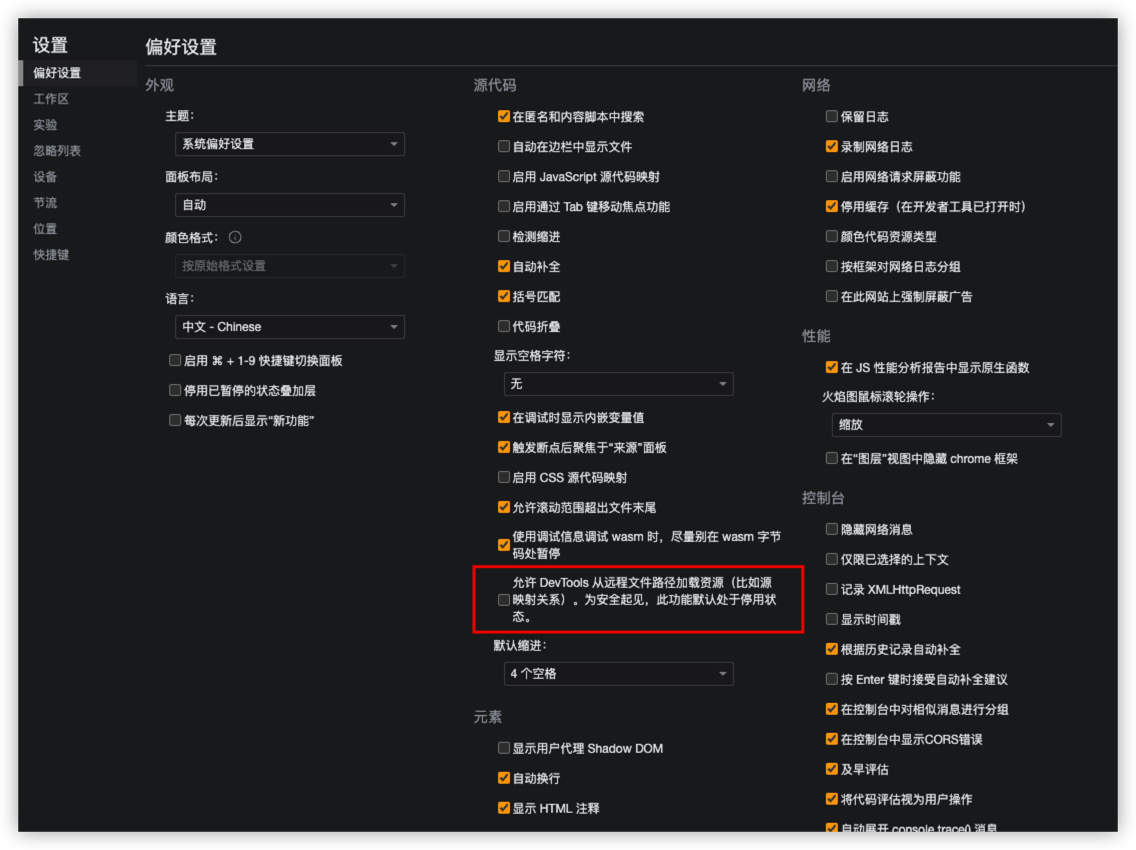 设置
偏好设置
工作区
实验
忽略列表
设备
节流
位置
快捷键
偏好设置
外观
主题:
系统偏好设置
面板布局:
自动
颜色格式:
按原始格式设置
语言:
中文 - Chinese
启用 ⌘ + 1-9 快捷键切换面板
停用已暂停的状态叠加层
每次更新后显示“新功能”
源代码
在匿名和内容脚本中搜索
自动在边栏中显示文件
启用 JavaScript 源代码映射
启用通过 Tab 键移动焦点功能
检测缩进
自动补全
括号匹配
代码折叠
显示空格字符:
无
在调试时显示内嵌变量值
触发断点后聚焦于“来源”面板
启用 CSS 源代码映射
允许滚动范围超出文件末尾
使用调试信息调试 wasm 时，尽量别在 wasm 字节
码处暂停
允许 DevTools 从远程文件路径加载资源（比如源
映射关系）。为安全起见，此功能默认处于停用状
态。
默认缩进:
4 个空格
元素
显示用户代理 Shadow DOM
自动换行
显示 HTML 注释
网络
保留日志
录制网络日志
启用网络请求屏蔽功能
停用缓存（在开发者工具已打开时）
颜色代码资源类型
按框架对网络日志分组
在此网站上强制屏蔽广告
性能
在 JS 性能分析报告中显示原生函数
火焰图鼠标滚轮操作:
缩放
在“图层”视图中隐藏 chrome 框架
控制台
隐藏网络消息
仅限已选择的上下文
记录 XMLHttpRequest
显示时间戳
根据历史记录自动补全
按 Enter 键时接受自动补全建议
在控制台中对相似消息进行分组
在控制台中显示CORS错误
及早评估
将代码评估视为用户操作
自动展开 console.trace() 消息